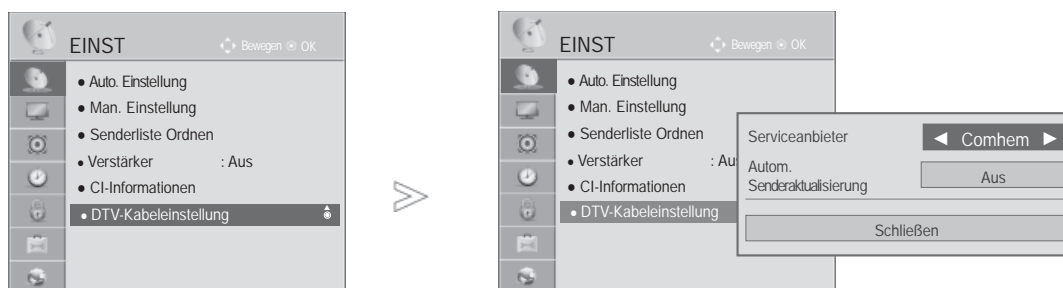 EINST
Bewegen OK
● Auto. Einstellung
● Man. Einstellung
● Senderliste Ordnen
● Verstärker : Aus
● CI-Informationen
● DTV-Kabeleinstellung
EINST
Bewegen OK
● Auto. Einstellung
● Man. Einstellung
● Senderliste Ordnen
● Verstärker : Au
● CI-Informationen
● DTV-Kabeleinstellung
Serviceanbieter ◄ Comhem ►
Autom.
Senderaktualisierung Aus
Schließen